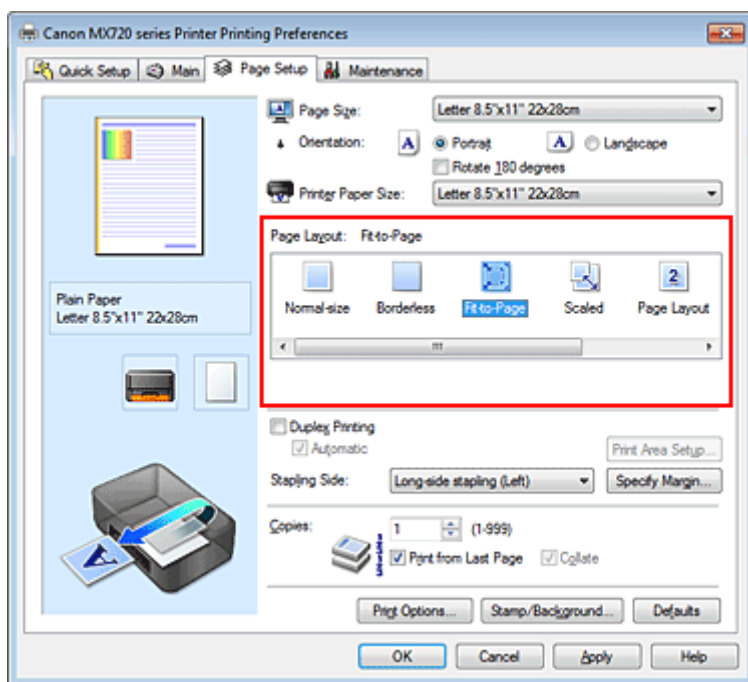 Canon MX720 series Printer Printing Preferences
Quick Setup Main Page Setup Maintenance
Page Size: Letter 8.5"x11" 22x28cm
Orientation: A Portrait A Landscape
Rotate 180 degrees
Printer Paper Size: Letter 8.5"x11" 22x28cm
Page Layout: Fit-to-Page
2
Normal-size Borderless Fit-to-Page Scaled Page Layout
Plain Paper
Letter 8.5"x11" 22x28cm
Duplex Printing
Automatic
Print Area Setup...
Stapling Side: Long-side stapling (Left) Specify Margin...
Copies: 1 (1-999)
Print from Last Page Collate
A
Print Options... Stamp/Background... Defaults
OK Cancel Apply Help